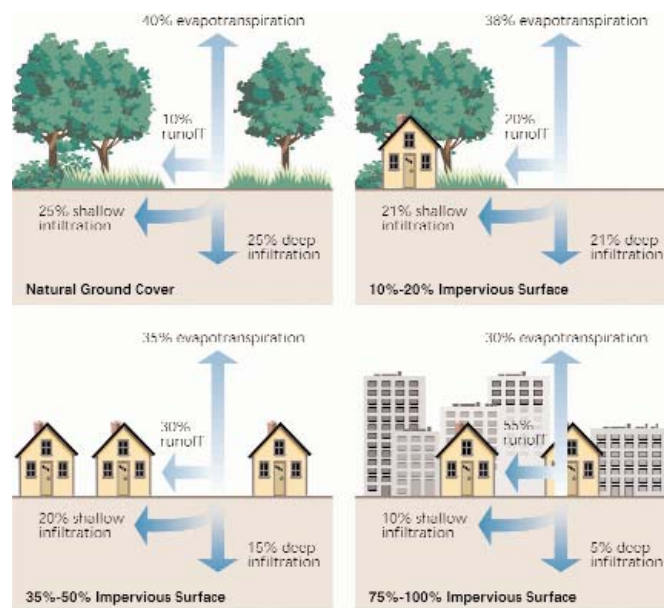 40% evapotranspiration
10%
runoff
25% shallow
infiltration
25% deep
infiltration
Natural Ground Cover
38% evapotranspiration
20%
runoff
21% shallow
infiltration
21% deep
infiltration
10%-20% Impervious Surface
35% evapotranspiration
30%
runoff
20% shallow
infiltration
15% deep
infiltration
35%-50% Impervious Surface
30% evapotranspiration
55%
runoff
10% shallow
infiltration
5% deep
infiltration
75%-100% Impervious Surface